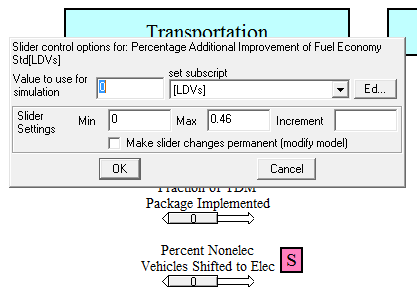 Transportation
Slider control options for: Percentage Additional Improvement of Fuel Economy
Std[LDVs]
Value to use for
simulation
0
set subscript
[LDVs]
Ed...
Slider
Settings
Min
0
Max
0.46
Increment
Make slider changes permanent (modify model)
OK
Cancel
Fraction of TDM
Package Implemented
0
Percent Nonelec
Vehicles Shifted to Elec
S
0